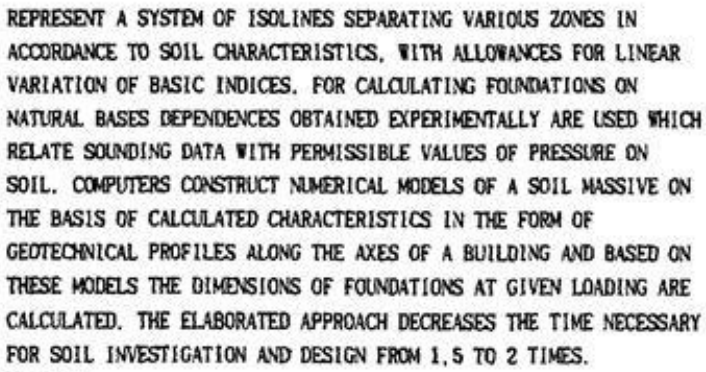 REPRESENT A SYSTEM OF ISOLINES SEPARATING VARIOUS ZONES IN
ACCORDANCE TO SOIL CHARACTERISTICS, WITH ALLOWANCES FOR LINEAR
VARIATION OF BASIC INDICES. FOR CALCULATING FOUNDATIONS ON
NATURAL BASES DEPENDENCES OBTAINED EXPERIMENTALLY ARE USED WHICH
RELATE SOUNDING DATA WITH PERMISSIBLE VALUES OF PRESSURE ON
SOIL. COMPUTERS CONSTRUCT NUMERICAL MODELS OF A SOIL MASSIVE ON
THE BASIS OF CALCULATED CHARACTERISTICS IN THE FORM OF
GEOTECHNICAL PROFILES ALONG THE AXES OF A BUILDING AND BASED ON
THESE MODELS THE DIMENSIONS OF FOUNDATIONS AT GIVEN LOADING ARE
CALCULATED. THE ELABORATED APPROACH DECREASES THE TIME NECESSARY
FOR SOIL INVESTIGATION AND DESIGN FROM 1,5 TO 2 TIMES.